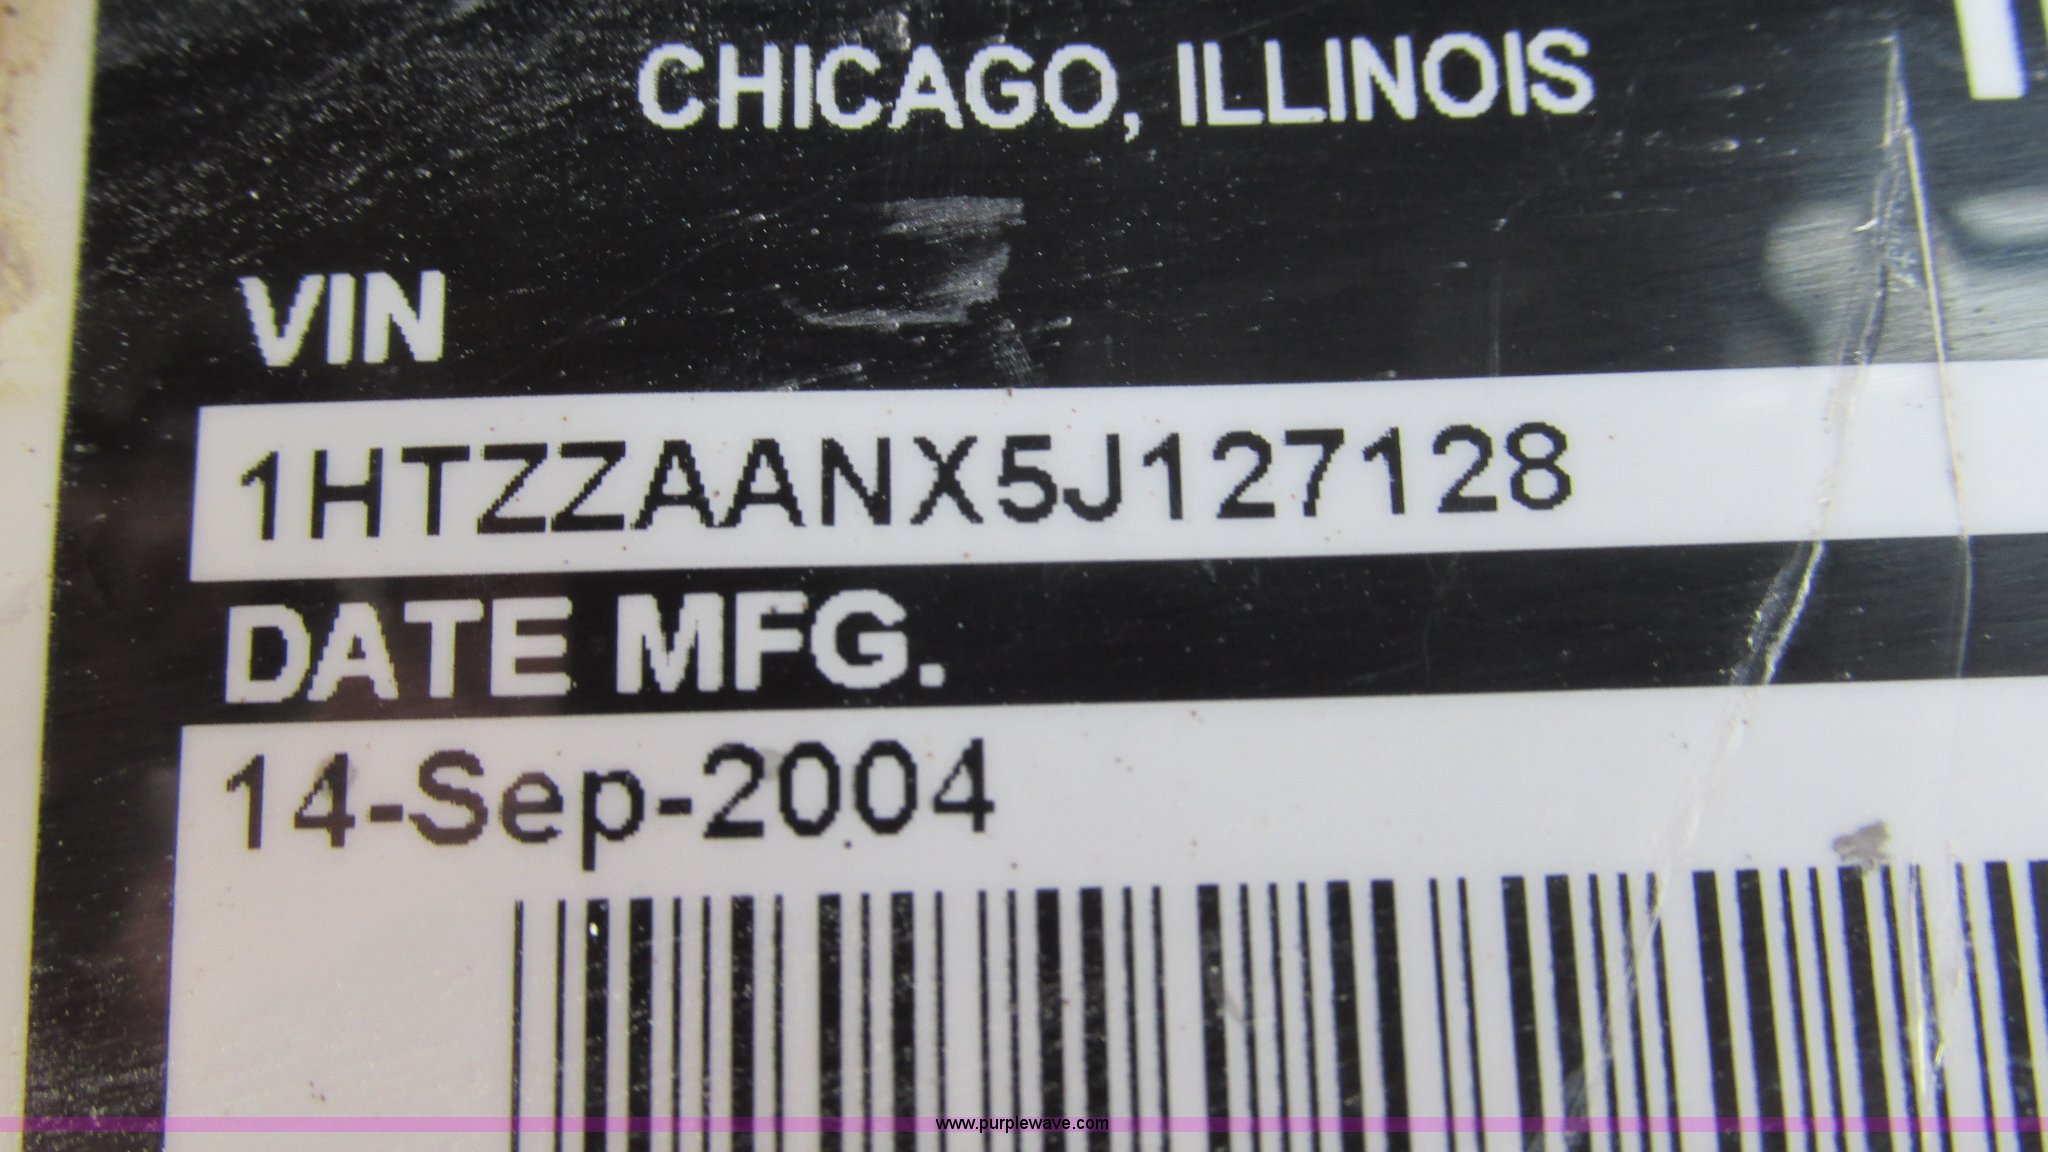 CHICAGO, ILLINOIS
VIN
1HTZZAANX5J127128
DATE MFG.
14-Sep-2004
www.purplewave.com